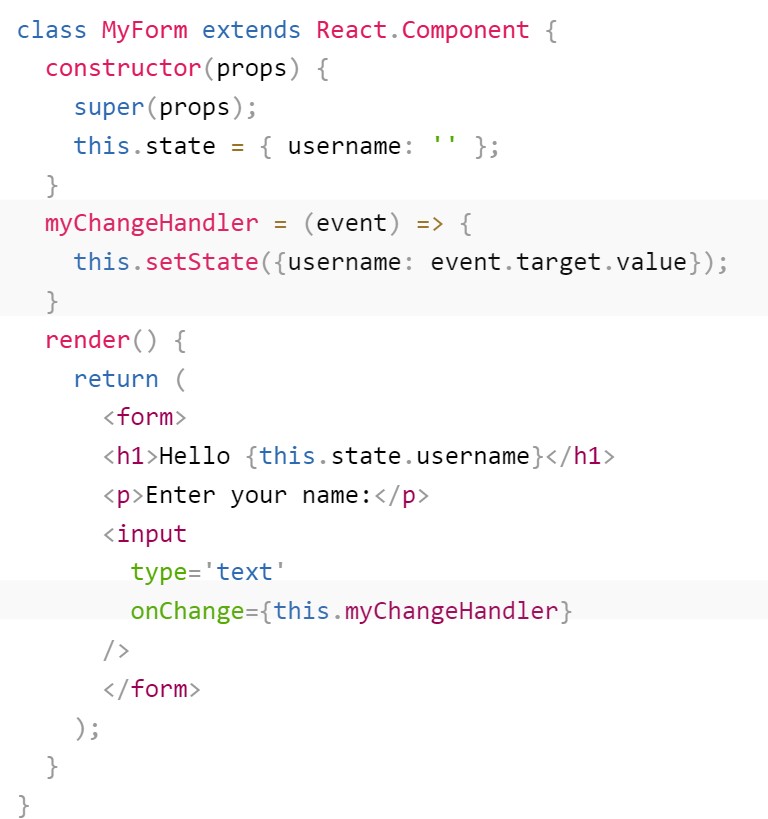 class MyForm extends React.Component {
  constructor(props) {
    super(props);
    this.state = { username: '' };
  }
  myChangeHandler = (event) => {
    this.setState({username: event.target.value});
  }
  render() {
    return (
      <form>
      <h1>Hello {this.state.username}</h1>
      <p>Enter your name:</p>
      <input
        type='text'
        onChange={this.myChangeHandler}
      />
      </form>
    );
  }
}